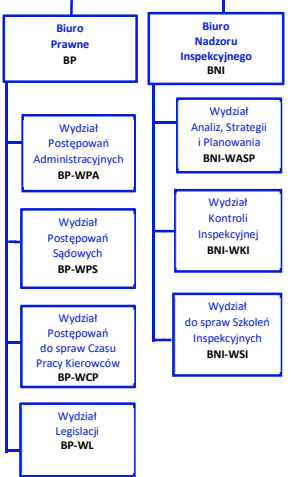 Biuro
Prawne
BP
Wydział
Postępowań
Administracyjnych
BP-WPA
Wydział
Postępowań
Sądowych
BP-WPS
Wydział
Postępowań
do spraw Czasu
Pracy Kierowców
BP-WCP
Wydział
Legislacji
BP-WL
Biuro
Nadzoru
Inspekcyjnego
BNI
Wydział
Analiz, Strategii
i Planowania
BNI-WASP
Wydział
Kontroli
Inspekcyjnej
BNI-WKI
Wydział
do spraw Szkoleń
Inspekcyjnych
BNI-WSI